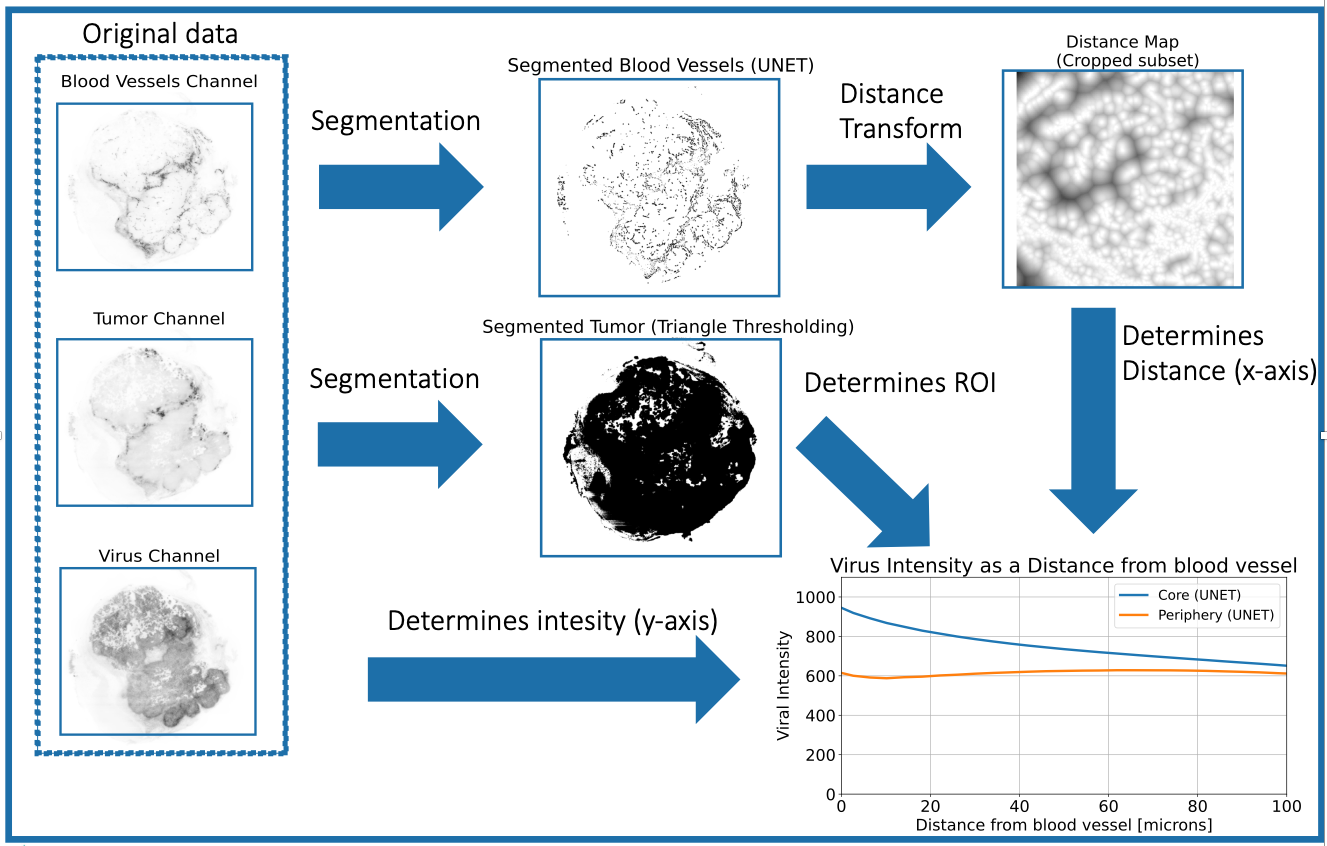 Original data
Blood Vessels Channel
Segmentation
Segmented Blood Vessels (UNET)
Distance
Transform
Distance Map
(Cropped subset)
Tumor Channel
Segmentation
Segmented Tumor (Triangle Thresholding)
Determines ROI
Determines
Distance (x-axis)
Virus Channel
Determines intesity (y-axis)
Virus Intensity as a Distance from blood vessel
Core (UNET)
Periphery (UNET)
Viral Intensity
1000
800
600
400
200
0
0 20 40 60 80 100
Distance from blood vessel [microns]